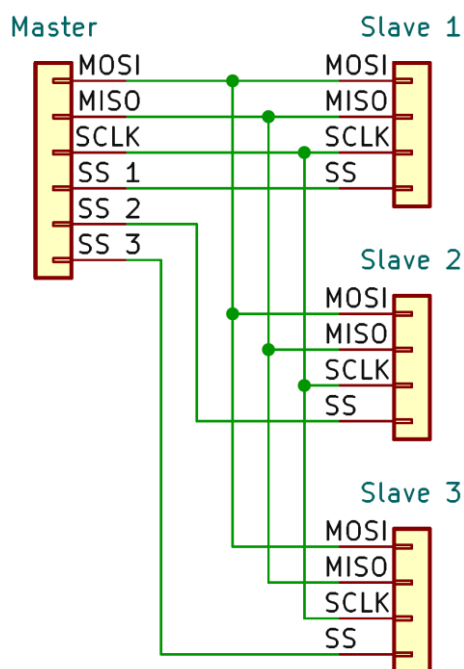 Master
MOSI
MISO
SCLK
SS 1
SS 2
SS 3
Slave 1
MOSI
MISO
SCLK
SS
Slave 2
MOSI
MISO
SCLK
SS
Slave 3
MOSI
MISO
SCLK
SS